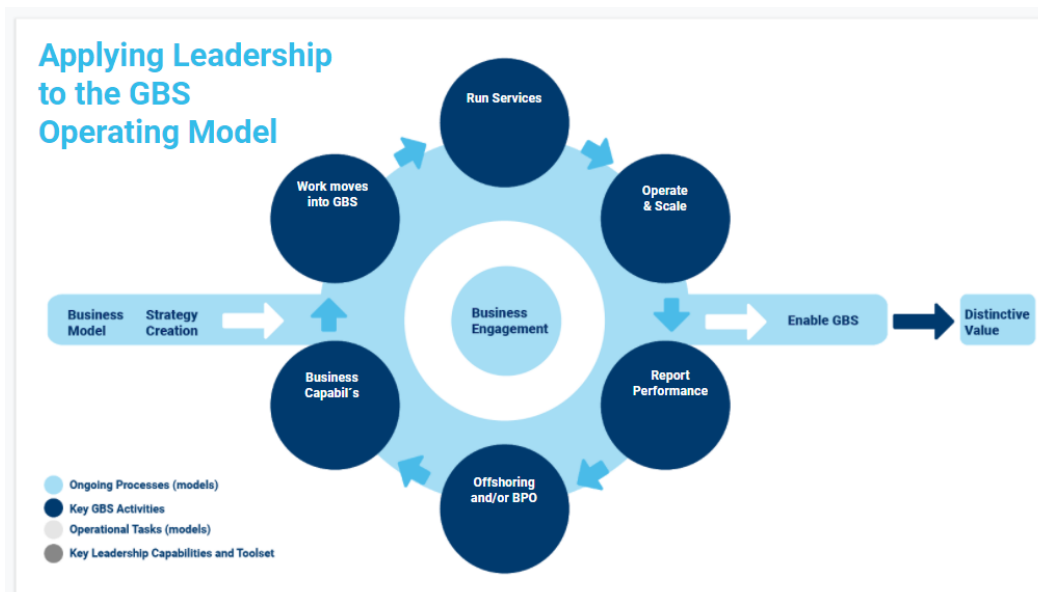 Applying Leadership
to the GBS
Operating Model
Run Services
Work moves
into GBS
Operate
& Scale
Business
Model
Strategy
Creation
Business
Engagement
Enable GBS
Distinctive
Value
Business
Capabil´s
Report
Performance
Offshoring
and/or BPO
Ongoing Processes (models)
Key GBS Activities
Operational Tasks (models)
Key Leadership Capabilities and Toolset